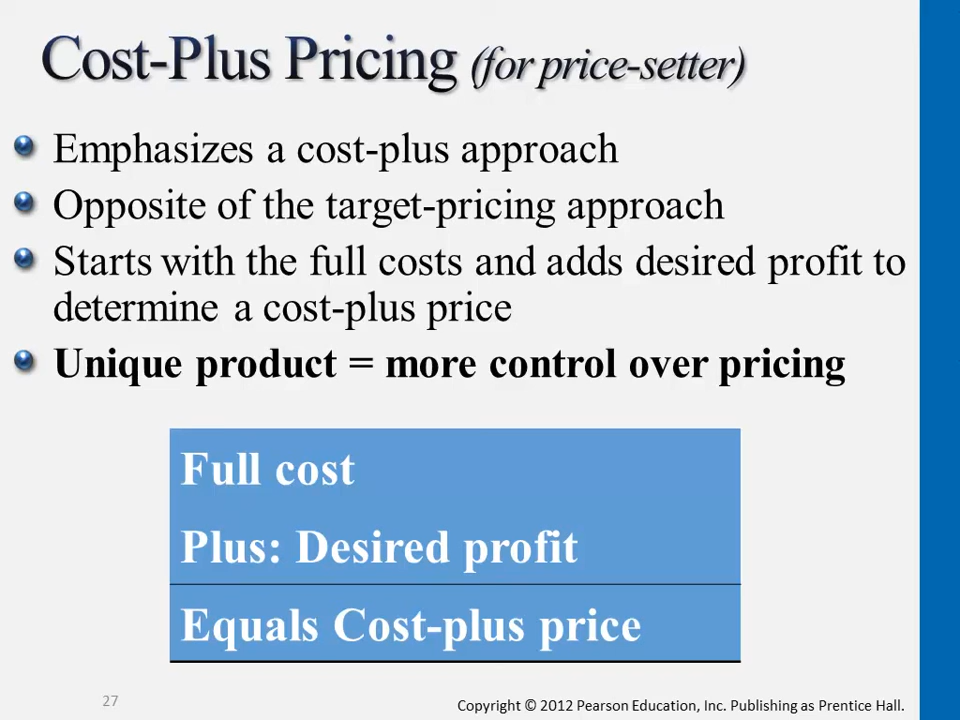 Cost-Plus Pricing (for price-setter)
Emphasizes a cost-plus approach
Opposite of the target-pricing approach
Starts with the full costs and adds desired profit to
determine a cost-plus price
Unique product = more control over pricing
Full cost
Plus: Desired profit
Equals Cost-plus price
27
Copyright © 2012 Pearson Education, Inc. Publishing as Prentice Hall.